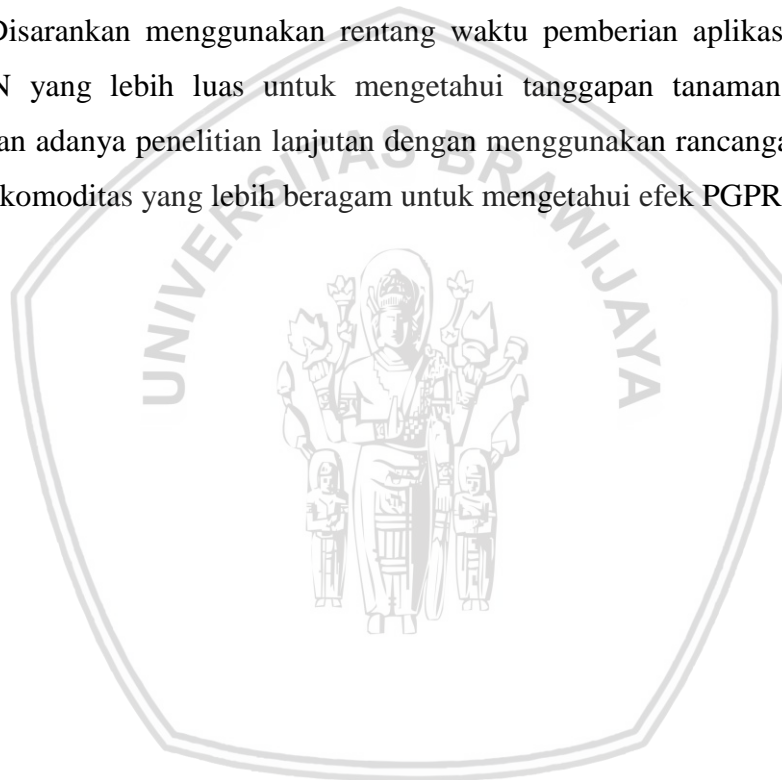 Disarankan menggunakan rentang waktu pemberian aplikas
N yang lebih luas untuk mengetahui tanggapan tanaman
an adanya penelitian lanjutan dengan menggunakan rancanga
komoditas yang lebih beragam untuk mengetahui efek PGPR
UNIVERSITAS BRAWIJAYA